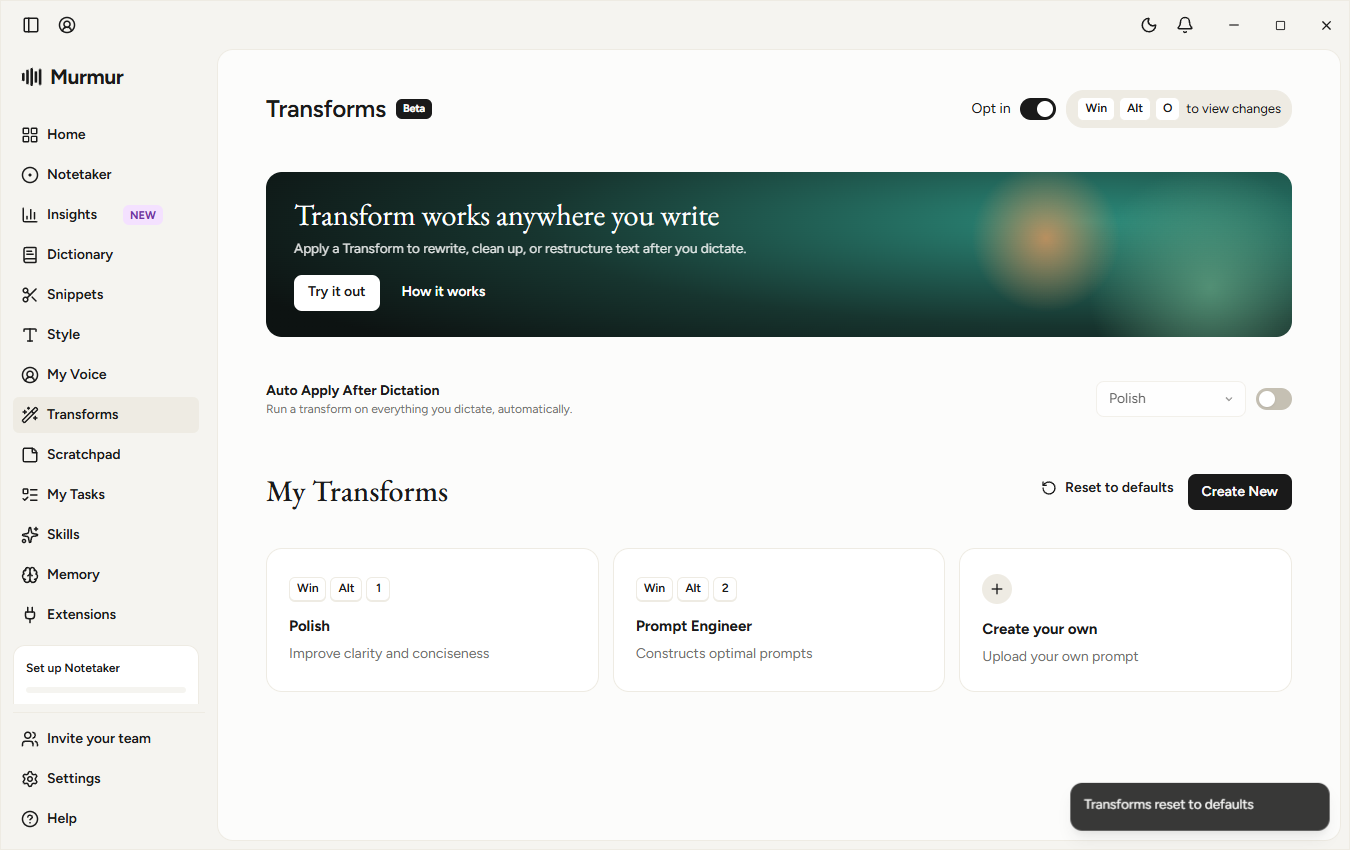 Murmur
Home
Notetaker
Insights NEW
Dictionary
Snippets
Style
My Voice
Transforms
Scratchpad
My Tasks
Skills
Memory
Extensions
Set up Notetaker
Invite your team
Settings
Help
Transforms Beta
Opt in Win Alt O to view changes
Transform works anywhere you write
Apply a Transform to rewrite, clean up, or restructure text after you dictate.
Try it out How it works
Auto Apply After Dictation
Run a transform on everything you dictate, automatically.
Polish
My Transforms
Reset to defaults Create New
Win Alt 1
Polish
Improve clarity and conciseness
Win Alt 2
Prompt Engineer
Constructs optimal prompts
Create your own
Upload your own prompt
Transforms reset to defaults